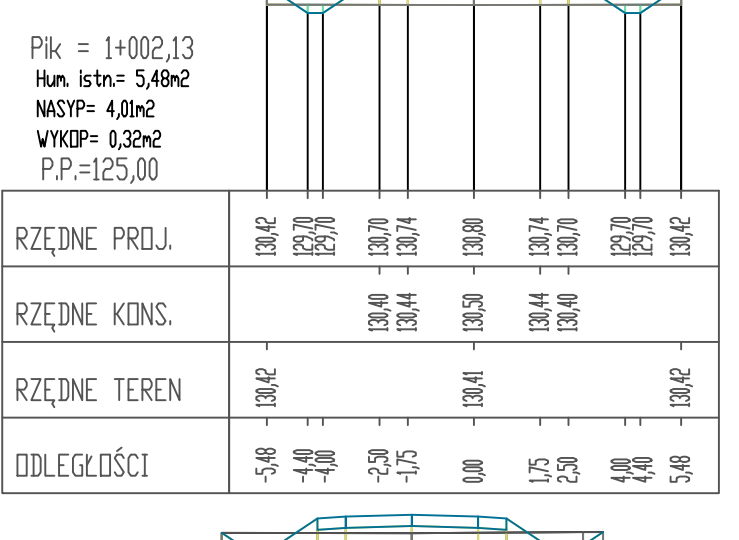 Pik = 1+002,13
Hum. istn.= 5,48m2
NASYP= 4,01m2
WYKOP= 0,32m2
P.P.=125,00
RZĘDNE PROJ. 130,42 129,70 129,70 130,70 130,74 130,80 130,74 130,70 129,70 129,70 130,42
RZĘDNE KONS. 130,40 130,44 130,50 130,44 130,40
RZĘDNE TEREN 130,42 130,41 130,42
ODLEGŁOŚCI -5,48 -4,40 -4,00 -2,50 -1,75 0,00 1,75 2,50 4,00 4,40 5,48